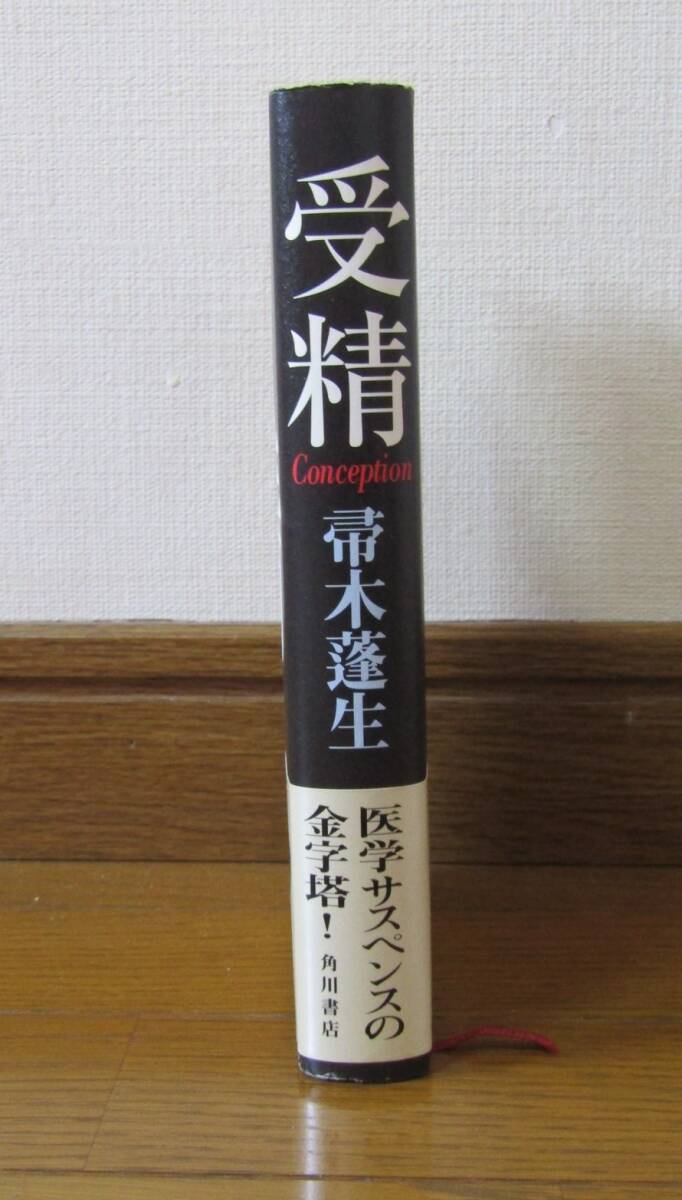 受精
Conception
帚木蓬生
医学サスペンスの
金字塔！
角川書店